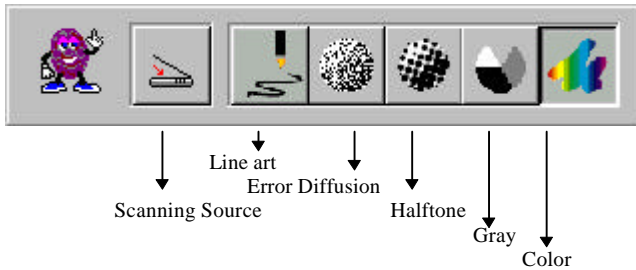 Line art
Error Diffusion
Scanning Source
Halftone
Gray
Color